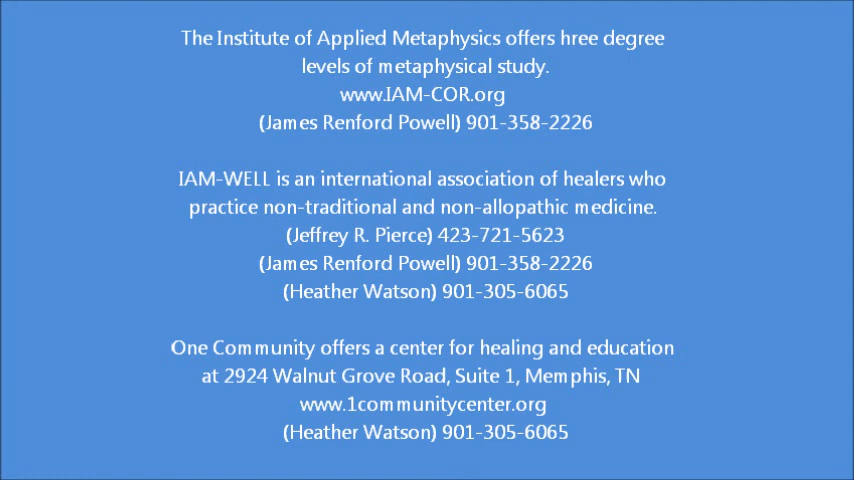 The Institute of Applied Metaphysics offers hree degree
levels of metaphysical study.
www.IAM-COR.org
(James Renford Powell) 901-358-2226
IAM-WELL is an international association of healers who
practice non-traditional and non-allopathic medicine.
(Jeffrey R. Pierce) 423-721-5623
(James Renford Powell) 901-358-2226
(Heather Watson) 901-305-6065
One Community offers a center for healing and education
at 2924 Walnut Grove Road, Suite 1, Memphis, TN
www.1communitycenter.org
(Heather Watson) 901-305-6065